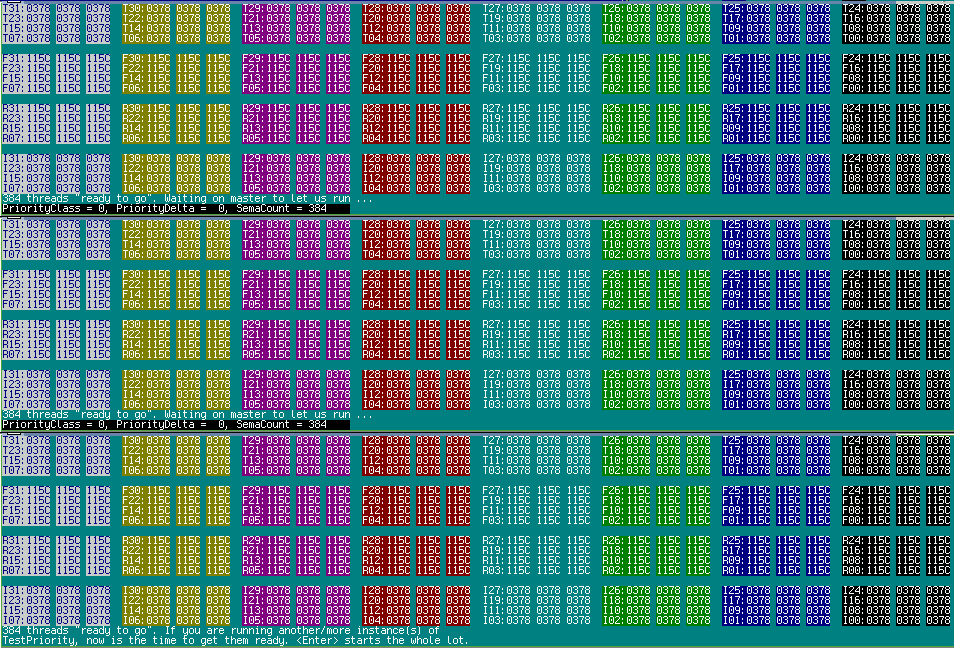 T31:0378 0378 0378 T30:0378 0378 0378 T29:0378 0378 0378 T28:0378 0378 0378 T27:0378 0378 0378 T26:0378 0378 0378 T25:0378 0378 0378 T24:0378 0378 0378
T23:0378 0378 0378 T22:0378 0378 0378 T21:0378 0378 0378 T20:0378 0378 0378 T19:0378 0378 0378 T18:0378 0378 0378 T17:0378 0378 0378 T16:0378 0378 0378
T15:0378 0378 0378 T14:0378 0378 0378 T13:0378 0378 0378 T12:0378 0378 0378 T11:0378 0378 0378 T10:0378 0378 0378 T09:0378 0378 0378 T08:0378 0378 0378
T07:0378 0378 0378 T06:0378 0378 0378 T05:0378 0378 0378 T04:0378 0378 0378 T03:0378 0378 0378 T02:0378 0378 0378 T01:0378 0378 0378 T00:0378 0378 0378
F31:115C 115C 115C F30:115C 115C 115C F29:115C 115C 115C F28:115C 115C 115C F27:115C 115C 115C F26:115C 115C 115C F25:115C 115C 115C F24:115C 115C 115C
F23:115C 115C 115C F22:115C 115C 115C F21:115C 115C 115C F20:115C 115C 115C F19:115C 115C 115C F18:115C 115C 115C F17:115C 115C 115C F16:115C 115C 115C
F15:115C 115C 115C F14:115C 115C 115C F13:115C 115C 115C F12:115C 115C 115C F11:115C 115C 115C F10:115C 115C 115C F09:115C 115C 115C F08:115C 115C 115C
F07:115C 115C 115C F06:115C 115C 115C F05:115C 115C 115C F04:115C 115C 115C F03:115C 115C 115C F02:115C 115C 115C F01:115C 115C 115C F00:115C 115C 115C
R31:115C 115C 115C R30:115C 115C 115C R29:115C 115C 115C R28:115C 115C 115C R27:115C 115C 115C R26:115C 115C 115C R25:115C 115C 115C R24:115C 115C 115C
R23:115C 115C 115C R22:115C 115C 115C R21:115C 115C 115C R20:115C 115C 115C R19:115C 115C 115C R18:115C 115C 115C R17:115C 115C 115C R16:115C 115C 115C
R15:115C 115C 115C R14:115C 115C 115C R13:115C 115C 115C R12:115C 115C 115C R11:115C 115C 115C R10:115C 115C 115C R09:115C 115C 115C R08:115C 115C 115C
R07:115C 115C 115C R06:115C 115C 115C R05:115C 115C 115C R04:115C 115C 115C R03:115C 115C 115C R02:115C 115C 115C R01:115C 115C 115C R00:115C 115C 115C
I31:0378 0378 0378 I30:0378 0378 0378 I29:0378 0378 0378 I28:0378 0378 0378 I27:0378 0378 0378 I26:0378 0378 0378 I25:0378 0378 0378 I24:0378 0378 0378
I23:0378 0378 0378 I22:0378 0378 0378 I21:0378 0378 0378 I20:0378 0378 0378 I19:0378 0378 0378 I18:0378 0378 0378 I17:0378 0378 0378 I16:0378 0378 0378
I15:0378 0378 0378 I14:0378 0378 0378 I13:0378 0378 0378 I12:0378 0378 0378 I11:0378 0378 0378 I10:0378 0378 0378 I09:0378 0378 0378 I08:0378 0378 0378
I07:0378 0378 0378 I06:0378 0378 0378 I05:0378 0378 0378 I04:0378 0378 0378 I03:0378 0378 0378 I02:0378 0378 0378 I01:0378 0378 0378 I00:0378 0378 0378
384 threads "ready to go". Waiting on master to let us run ...
PriorityClass = 0, PriorityDelta =  0, SemaCount = 384
T31:0378 0378 0378 T30:0378 0378 0378 T29:0378 0378 0378 T28:0378 0378 0378 T27:0378 0378 0378 T26:0378 0378 0378 T25:0378 0378 0378 T24:0378 0378 0378
T23:0378 0378 0378 T22:0378 0378 0378 T21:0378 0378 0378 T20:0378 0378 0378 T19:0378 0378 0378 T18:0378 0378 0378 T17:0378 0378 0378 T16:0378 0378 0378
T15:0378 0378 0378 T14:0378 0378 0378 T13:0378 0378 0378 T12:0378 0378 0378 T11:0378 0378 0378 T10:0378 0378 0378 T09:0378 0378 0378 T08:0378 0378 0378
T07:0378 0378 0378 T06:0378 0378 0378 T05:0378 0378 0378 T04:0378 0378 0378 T03:0378 0378 0378 T02:0378 0378 0378 T01:0378 0378 0378 T00:0378 0378 0378
F31:115C 115C 115C F30:115C 115C 115C F29:115C 115C 115C F28:115C 115C 115C F27:115C 115C 115C F26:115C 115C 115C F25:115C 115C 115C F24:115C 115C 115C
F23:115C 115C 115C F22:115C 115C 115C F21:115C 115C 115C F20:115C 115C 115C F19:115C 115C 115C F18:115C 115C 115C F17:115C 115C 115C F16:115C 115C 115C
F15:115C 115C 115C F14:115C 115C 115C F13:115C 115C 115C F12:115C 115C 115C F11:115C 115C 115C F10:115C 115C 115C F09:115C 115C 115C F08:115C 115C 115C
F07:115C 115C 115C F06:115C 115C 115C F05:115C 115C 115C F04:115C 115C 115C F03:115C 115C 115C F02:115C 115C 115C F01:115C 115C 115C F00:115C 115C 115C
R31:115C 115C 115C R30:115C 115C 115C R29:115C 115C 115C R28:115C 115C 115C R27:115C 115C 115C R26:115C 115C 115C R25:115C 115C 115C R24:115C 115C 115C
R23:115C 115C 115C R22:115C 115C 115C R21:115C 115C 115C R20:115C 115C 115C R19:115C 115C 115C R18:115C 115C 115C R17:115C 115C 115C R16:115C 115C 115C
R15:115C 115C 115C R14:115C 115C 115C R13:115C 115C 115C R12:115C 115C 115C R11:115C 115C 115C R10:115C 115C 115C R09:115C 115C 115C R08:115C 115C 115C
R07:115C 115C 115C R06:115C 115C 115C R05:115C 115C 115C R04:115C 115C 115C R03:115C 115C 115C R02:115C 115C 115C R01:115C 115C 115C R00:115C 115C 115C
I31:0378 0378 0378 I30:0378 0378 0378 I29:0378 0378 0378 I28:0378 0378 0378 I27:0378 0378 0378 I26:0378 0378 0378 I25:0378 0378 0378 I24:0378 0378 0378
I23:0378 0378 0378 I22:0378 0378 0378 I21:0378 0378 0378 I20:0378 0378 0378 I19:0378 0378 0378 I18:0378 0378 0378 I17:0378 0378 0378 I16:0378 0378 0378
I15:0378 0378 0378 I14:0378 0378 0378 I13:0378 0378 0378 I12:0378 0378 0378 I11:0378 0378 0378 I10:0378 0378 0378 I09:0378 0378 0378 I08:0378 0378 0378
I07:0378 0378 0378 I06:0378 0378 0378 I05:0378 0378 0378 I04:0378 0378 0378 I03:0378 0378 0378 I02:0378 0378 0378 I01:0378 0378 0378 I00:0378 0378 0378
384 threads "ready to go". Waiting on master to let us run ...
PriorityClass = 0, PriorityDelta =  0, SemaCount = 384
T31:0378 0378 0378 T30:0378 0378 0378 T29:0378 0378 0378 T28:0378 0378 0378 T27:0378 0378 0378 T26:0378 0378 0378 T25:0378 0378 0378 T24:0378 0378 0378
T23:0378 0378 0378 T22:0378 0378 0378 T21:0378 0378 0378 T20:0378 0378 0378 T19:0378 0378 0378 T18:0378 0378 0378 T17:0378 0378 0378 T16:0378 0378 0378
T15:0378 0378 0378 T14:0378 0378 0378 T13:0378 0378 0378 T12:0378 0378 0378 T11:0378 0378 0378 T10:0378 0378 0378 T09:0378 0378 0378 T08:0378 0378 0378
T07:0378 0378 0378 T06:0378 0378 0378 T05:0378 0378 0378 T04:0378 0378 0378 T03:0378 0378 0378 T02:0378 0378 0378 T01:0378 0378 0378 T00:0378 0378 0378
F31:115C 115C 115C F30:115C 115C 115C F29:115C 115C 115C F28:115C 115C 115C F27:115C 115C 115C F26:115C 115C 115C F25:115C 115C 115C F24:115C 115C 115C
F23:115C 115C 115C F22:115C 115C 115C F21:115C 115C 115C F20:115C 115C 115C F19:115C 115C 115C F18:115C 115C 115C F17:115C 115C 115C F16:115C 115C 115C
F15:115C 115C 115C F14:115C 115C 115C F13:115C 115C 115C F12:115C 115C 115C F11:115C 115C 115C F10:115C 115C 115C F09:115C 115C 115C F08:115C 115C 115C
F07:115C 115C 115C F06:115C 115C 115C F05:115C 115C 115C F04:115C 115C 115C F03:115C 115C 115C F02:115C 115C 115C F01:115C 115C 115C F00:115C 115C 115C
R31:115C 115C 115C R30:115C 115C 115C R29:115C 115C 115C R28:115C 115C 115C R27:115C 115C 115C R26:115C 115C 115C R25:115C 115C 115C R24:115C 115C 115C
R23:115C 115C 115C R22:115C 115C 115C R21:115C 115C 115C R20:115C 115C 115C R19:115C 115C 115C R18:115C 115C 115C R17:115C 115C 115C R16:115C 115C 115C
R15:115C 115C 115C R14:115C 115C 115C R13:115C 115C 115C R12:115C 115C 115C R11:115C 115C 115C R10:115C 115C 115C R09:115C 115C 115C R08:115C 115C 115C
R07:115C 115C 115C R06:115C 115C 115C R05:115C 115C 115C R04:115C 115C 115C R03:115C 115C 115C R02:115C 115C 115C R01:115C 115C 115C R00:115C 115C 115C
I31:0378 0378 0378 I30:0378 0378 0378 I29:0378 0378 0378 I28:0378 0378 0378 I27:0378 0378 0378 I26:0378 0378 0378 I25:0378 0378 0378 I24:0378 0378 0378
I23:0378 0378 0378 I22:0378 0378 0378 I21:0378 0378 0378 I20:0378 0378 0378 I19:0378 0378 0378 I18:0378 0378 0378 I17:0378 0378 0378 I16:0378 0378 0378
I15:0378 0378 0378 I14:0378 0378 0378 I13:0378 0378 0378 I12:0378 0378 0378 I11:0378 0378 0378 I10:0378 0378 0378 I09:0378 0378 0378 I08:0378 0378 0378
I07:0378 0378 0378 I06:0378 0378 0378 I05:0378 0378 0378 I04:0378 0378 0378 I03:0378 0378 0378 I02:0378 0378 0378 I01:0378 0378 0378 I00:0378 0378 0378
384 threads "ready to go". If you are running another/more instance(s) of
TestPriority, now is the time to get them ready. <Enter> starts the whole lot.